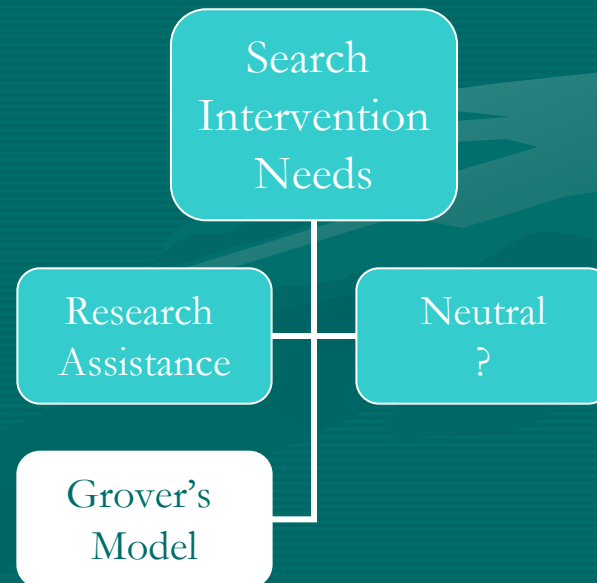 Search
Intervention
Needs
Research
Assistance
Neutral
?
Grover’s
Model